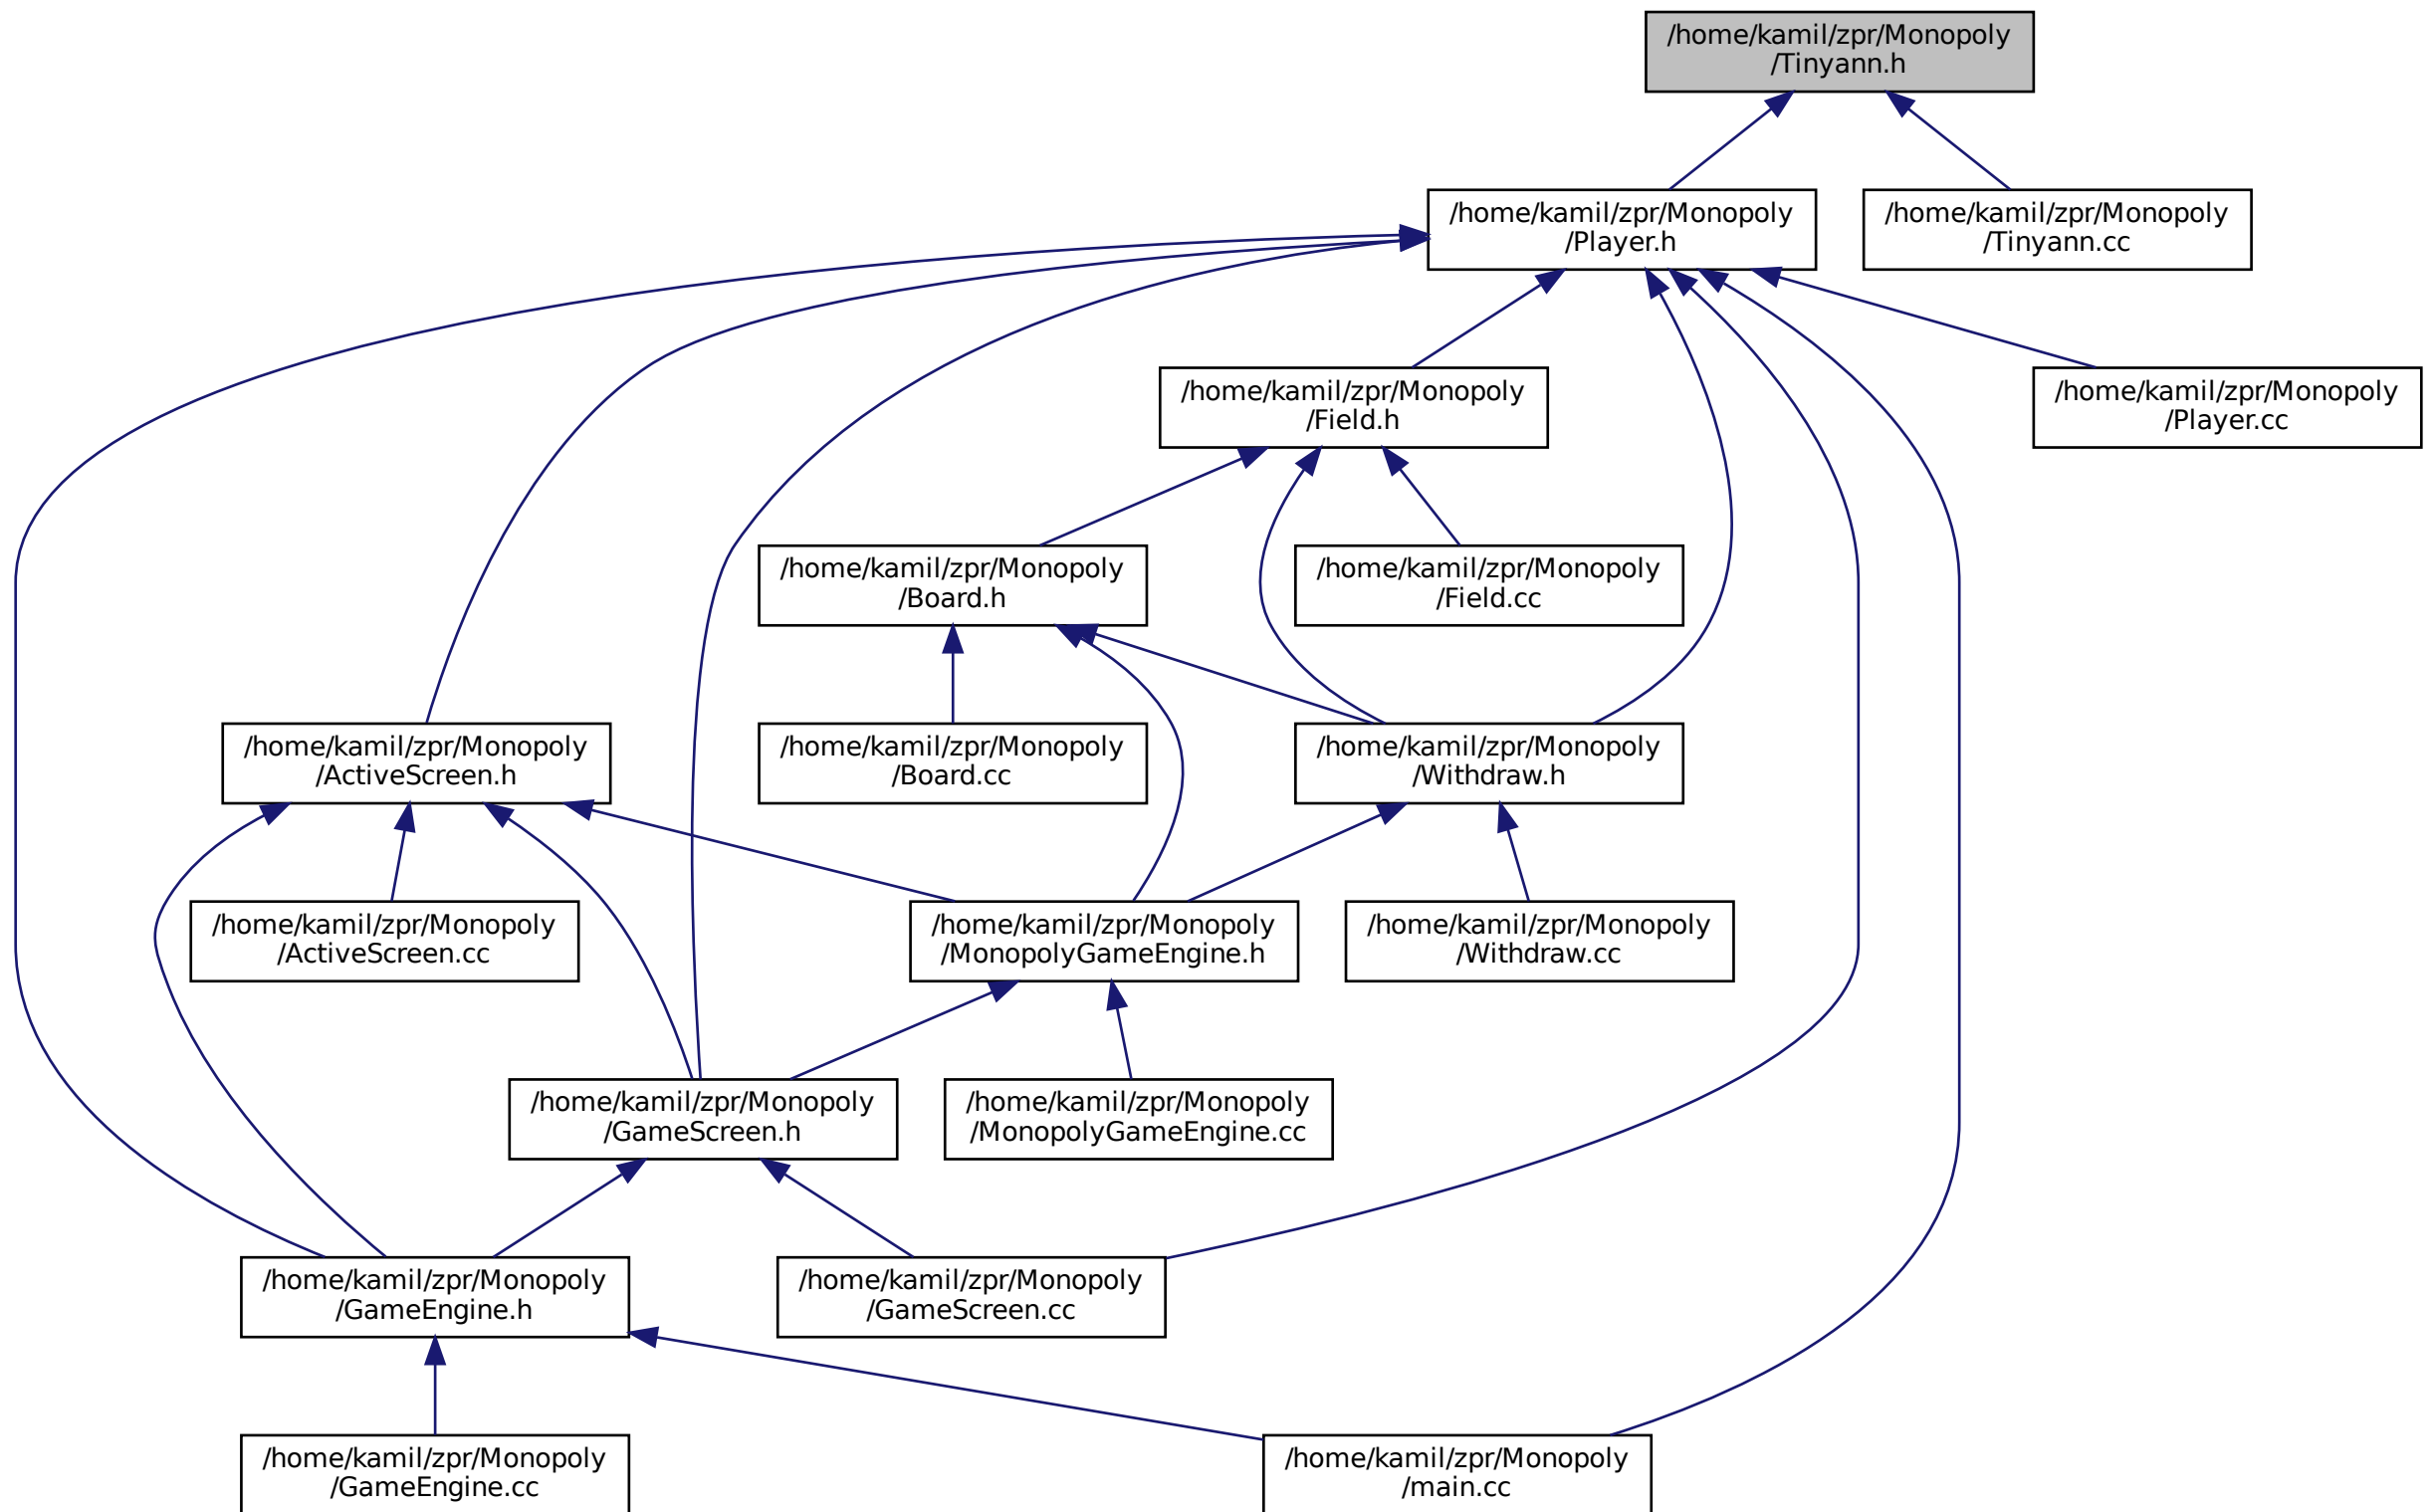 /home/kamil/zpr/Monopoly
/Tinyann.h
/home/kamil/zpr/Monopoly
/Player.h
/home/kamil/zpr/Monopoly
/Tinyann.cc
/home/kamil/zpr/Monopoly
/Field.h
/home/kamil/zpr/Monopoly
/Player.cc
/home/kamil/zpr/Monopoly
/Board.h
/home/kamil/zpr/Monopoly
/Field.cc
/home/kamil/zpr/Monopoly
/ActiveScreen.h
/home/kamil/zpr/Monopoly
/Board.cc
/home/kamil/zpr/Monopoly
/Withdraw.h
/home/kamil/zpr/Monopoly
/ActiveScreen.cc
/home/kamil/zpr/Monopoly
/MonopolyGameEngine.h
/home/kamil/zpr/Monopoly
/Withdraw.cc
/home/kamil/zpr/Monopoly
/GameScreen.h
/home/kamil/zpr/Monopoly
/MonopolyGameEngine.cc
/home/kamil/zpr/Monopoly
/GameEngine.h
/home/kamil/zpr/Monopoly
/GameScreen.cc
/home/kamil/zpr/Monopoly
/GameEngine.cc
/home/kamil/zpr/Monopoly
/main.cc